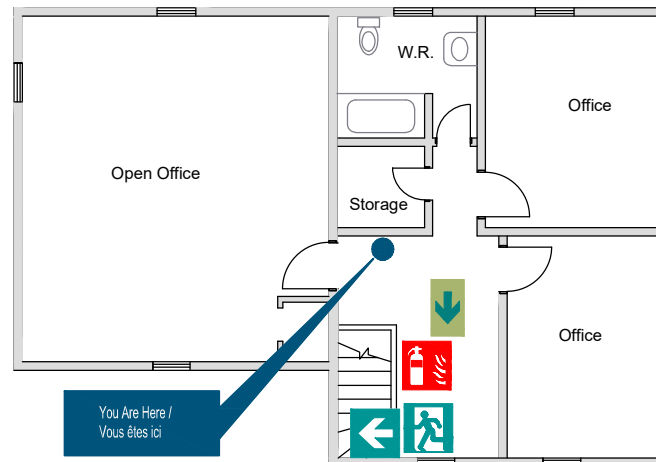 W.R.
Office
Open Office
Storage
Office
You Are Here /
Vous êtes ici